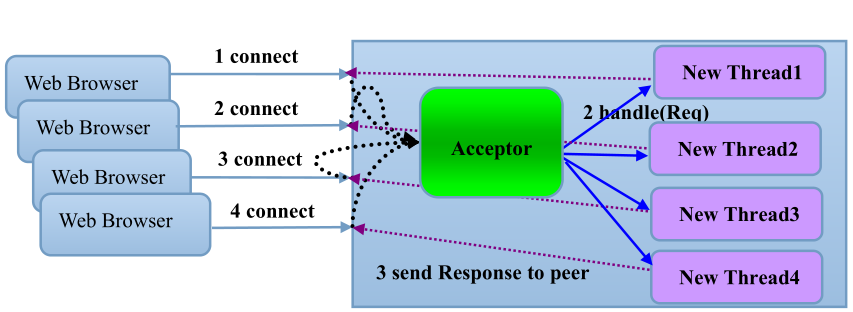 1 connect
Web Browser
2 connect
Web Browser
3 connect
Web Browser
4 connect
Web Browser
Acceptor
2 handle(Req)
New Thread1
New Thread2
New Thread3
New Thread4
3 send Response to peer